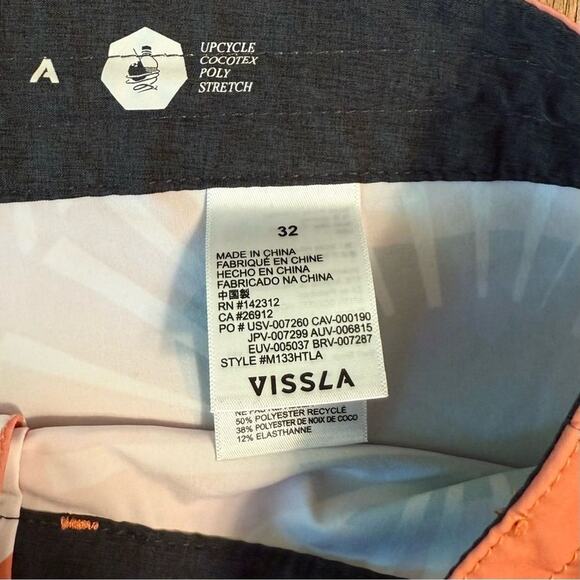 UPCYCLE
COCOTEX
POLY
STRETCH
32
MADE IN CHINA
FABRIQUÉ EN CHINE
HECHO EN CHINA
FABRICADO NA CHINA
中国製
RN #142312
CA #26912
PO # USV-007260 CAV-000190
JPV-007299 AUV-006815
EUV-005037 BRV-007287
STYLE #M133HTLA
VISSLA
50% POLYESTER RECYCLÉ
38% POLYESTER DE NOIX DE COCO
12% ELASTHANNE